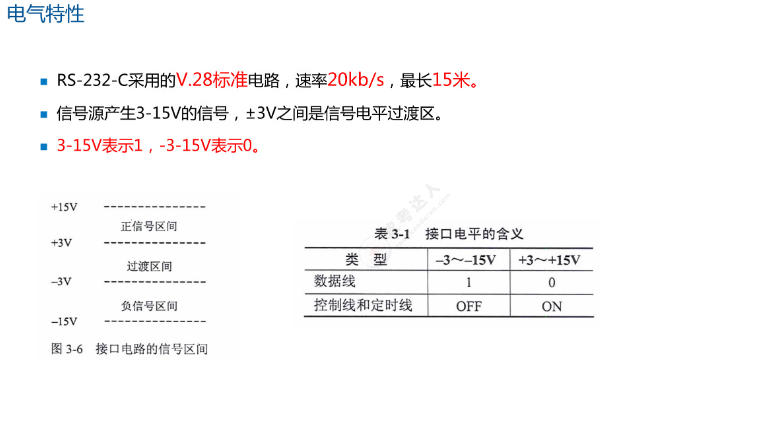 电气特性
RS-232-C采用的V.28标准电路，速率20kb/s，最长15米。
信号源产生3-15V的信号，±3V之间是信号电平过渡区。
3-15V表示1，-3-15V表示0。
+15V
正信号区间
+3V
过渡区间
–3V
负信号区间
–15V
图 3-6 接口电路的信号区间
表 3-1 接口电平的含义
类 型 –3～–15V +3～+15V
数据线 1 0
控制线和定时线 OFF ON